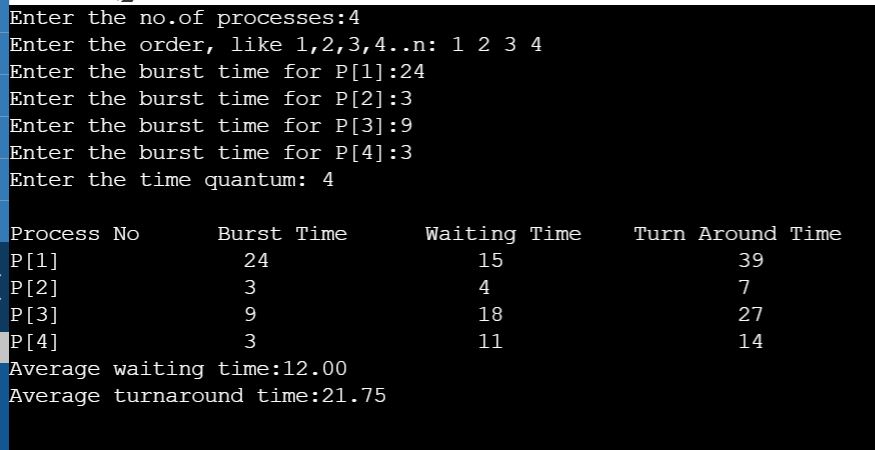 Enter the no.of processes:4
Enter the order, like 1,2,3,4..n: 1 2 3 4
Enter the burst time for P[1]:24
Enter the burst time for P[2]:3
Enter the burst time for P[3]:9
Enter the burst time for P[4]:3
Enter the time quantum: 4
Process No Burst Time Waiting Time Turn Around Time
P[1] 24 15 39
P[2] 3 4 7
P[3] 9 18 27
P[4] 3 11 14
Average waiting time:12.00
Average turnaround time:21.75